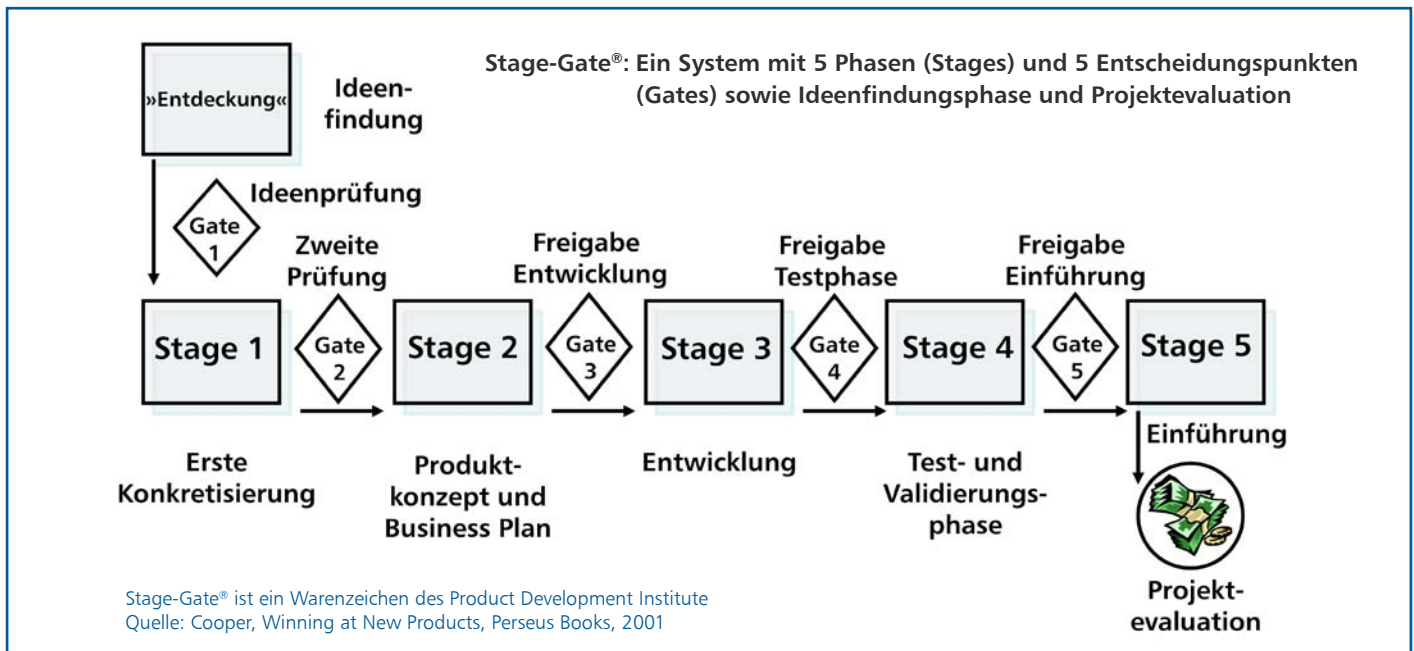 Stage-Gate®: Ein System mit 5 Phasen (Stages) und 5 Entscheidungspunkten
(Gates) sowie Ideenfindungsphase und Projektevaluation
»Entdeckung«
Ideen-
findung
Gate
1
Ideenprüfung
Stage 1
Erste
Konkretisierung
Zweite
Prüfung
Gate
2
Stage 2
Produkt-
konzept und
Business Plan
Freigabe
Entwicklung
Gate
3
Stage 3
Entwicklung
Freigabe
Testphase
Gate
4
Stage 4
Test- und
Validierungs-
phase
Freigabe
Einführung
Gate
5
Stage 5
Einführung
Projekt-
evaluation
Stage-Gate® ist ein Warenzeichen des Product Development Institute
Quelle: Cooper, Winning at New Products, Perseus Books, 2001